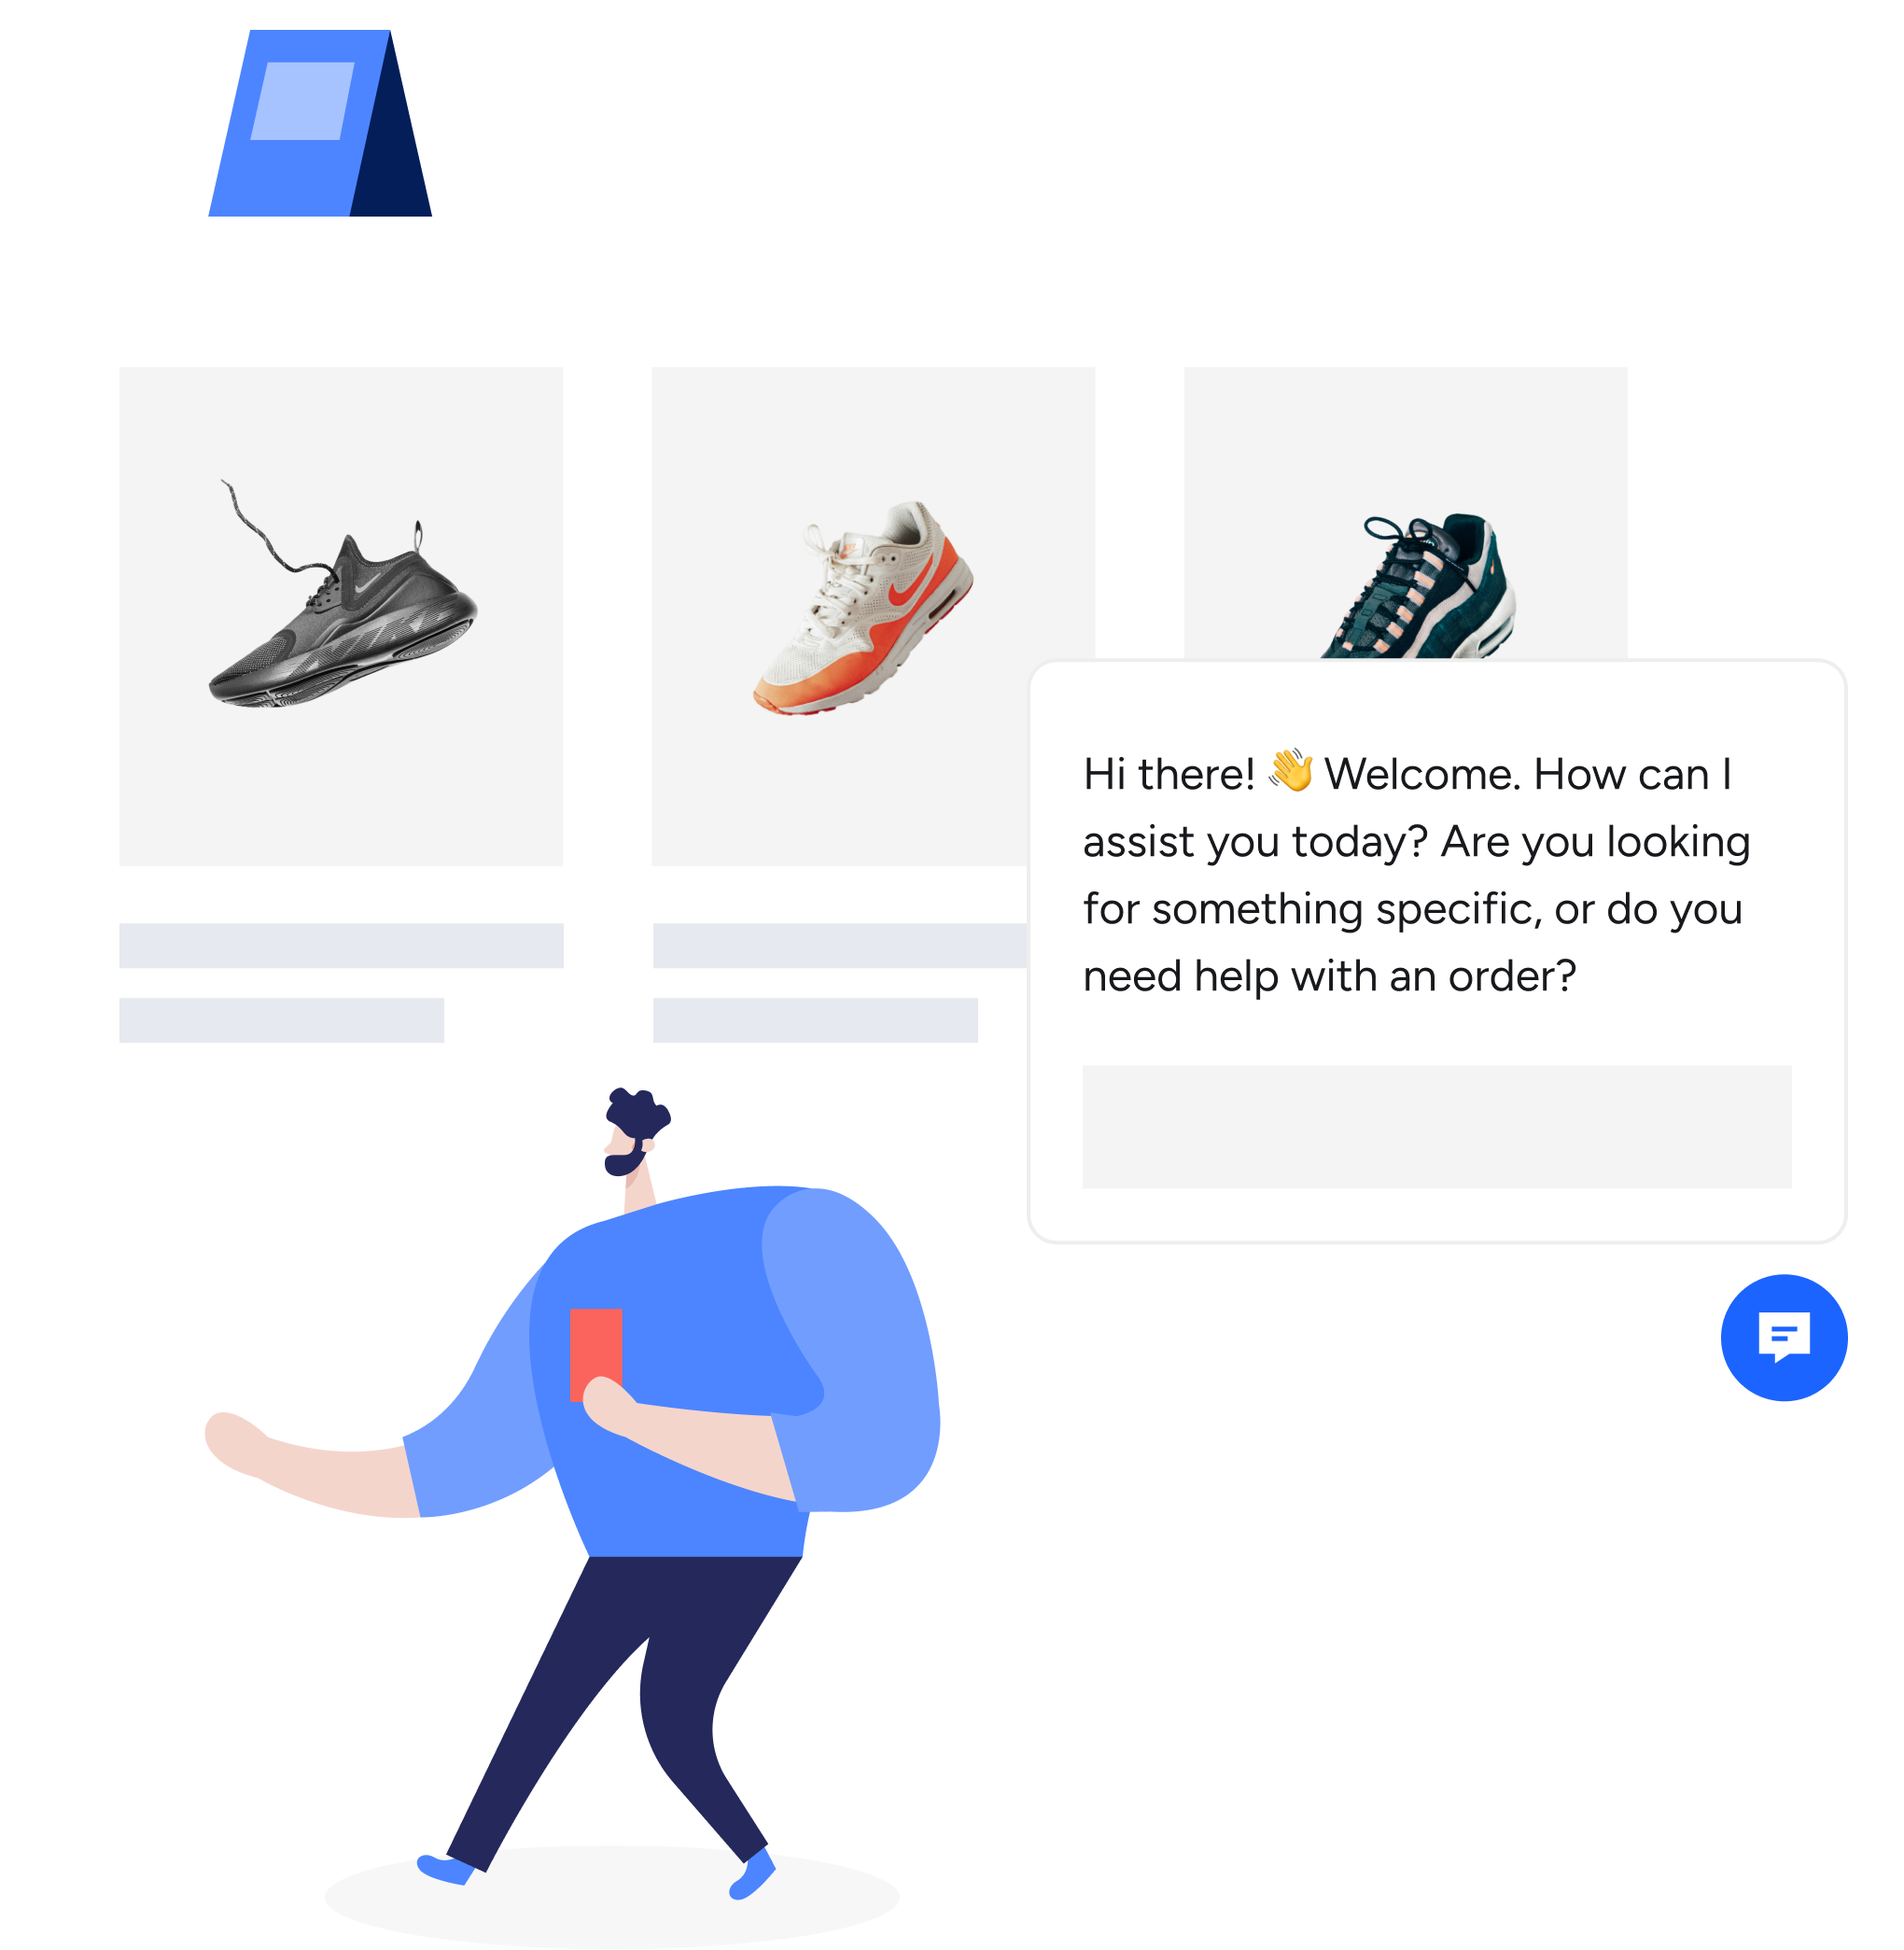 Hi there! 👋 Welcome. How can I
assist you today? Are you looking
for something specific, or do you
need help with an order?